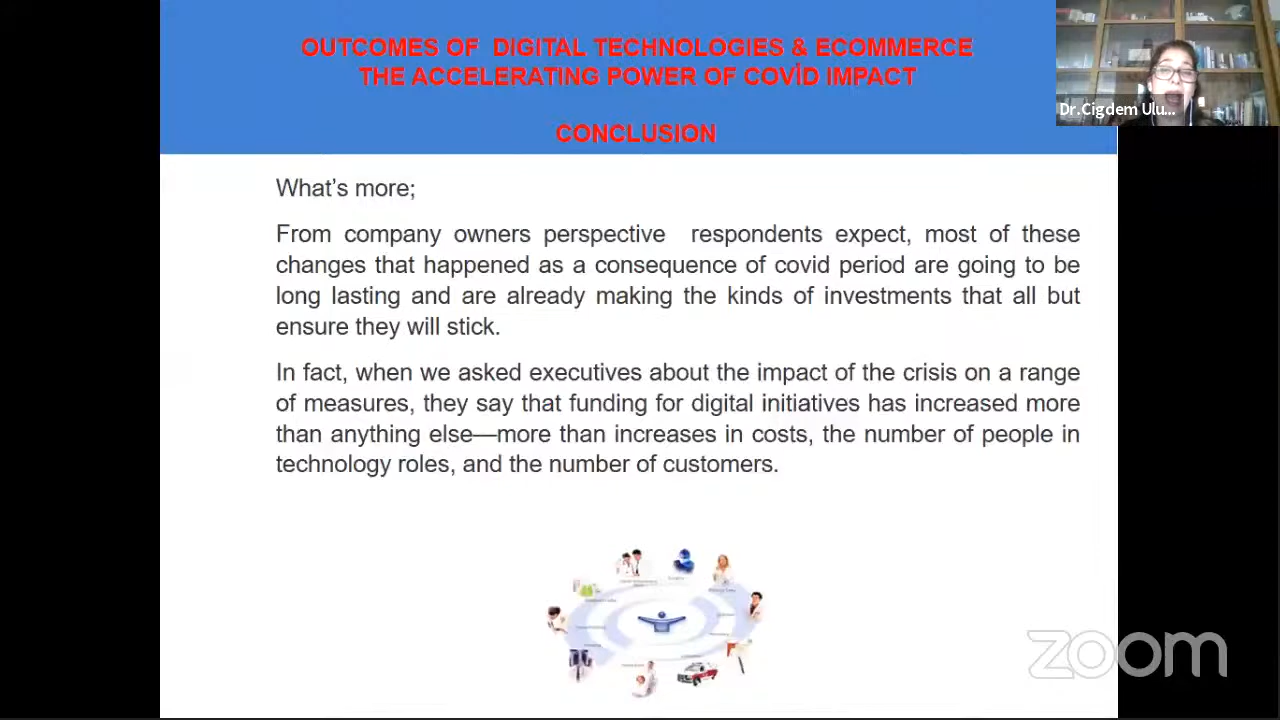 OUTCOMES OF DIGITAL TECHNOLOGIES & ECOMMERCE
THE ACCELERATING POWER OF COVİD IMPACT
CONCLUSION
Dr.Cigdem Ulu...
What's more;
From company owners perspective respondents expect, most of these
changes that happened as a consequence of covid period are going to be
long lasting and are already making the kinds of investments that all but
ensure they will stick.
In fact, when we asked executives about the impact of the crisis on a range
of measures, they say that funding for digital initiatives has increased more
than anything else—more than increases in costs, the number of people in
technology roles, and the number of customers.
zoom